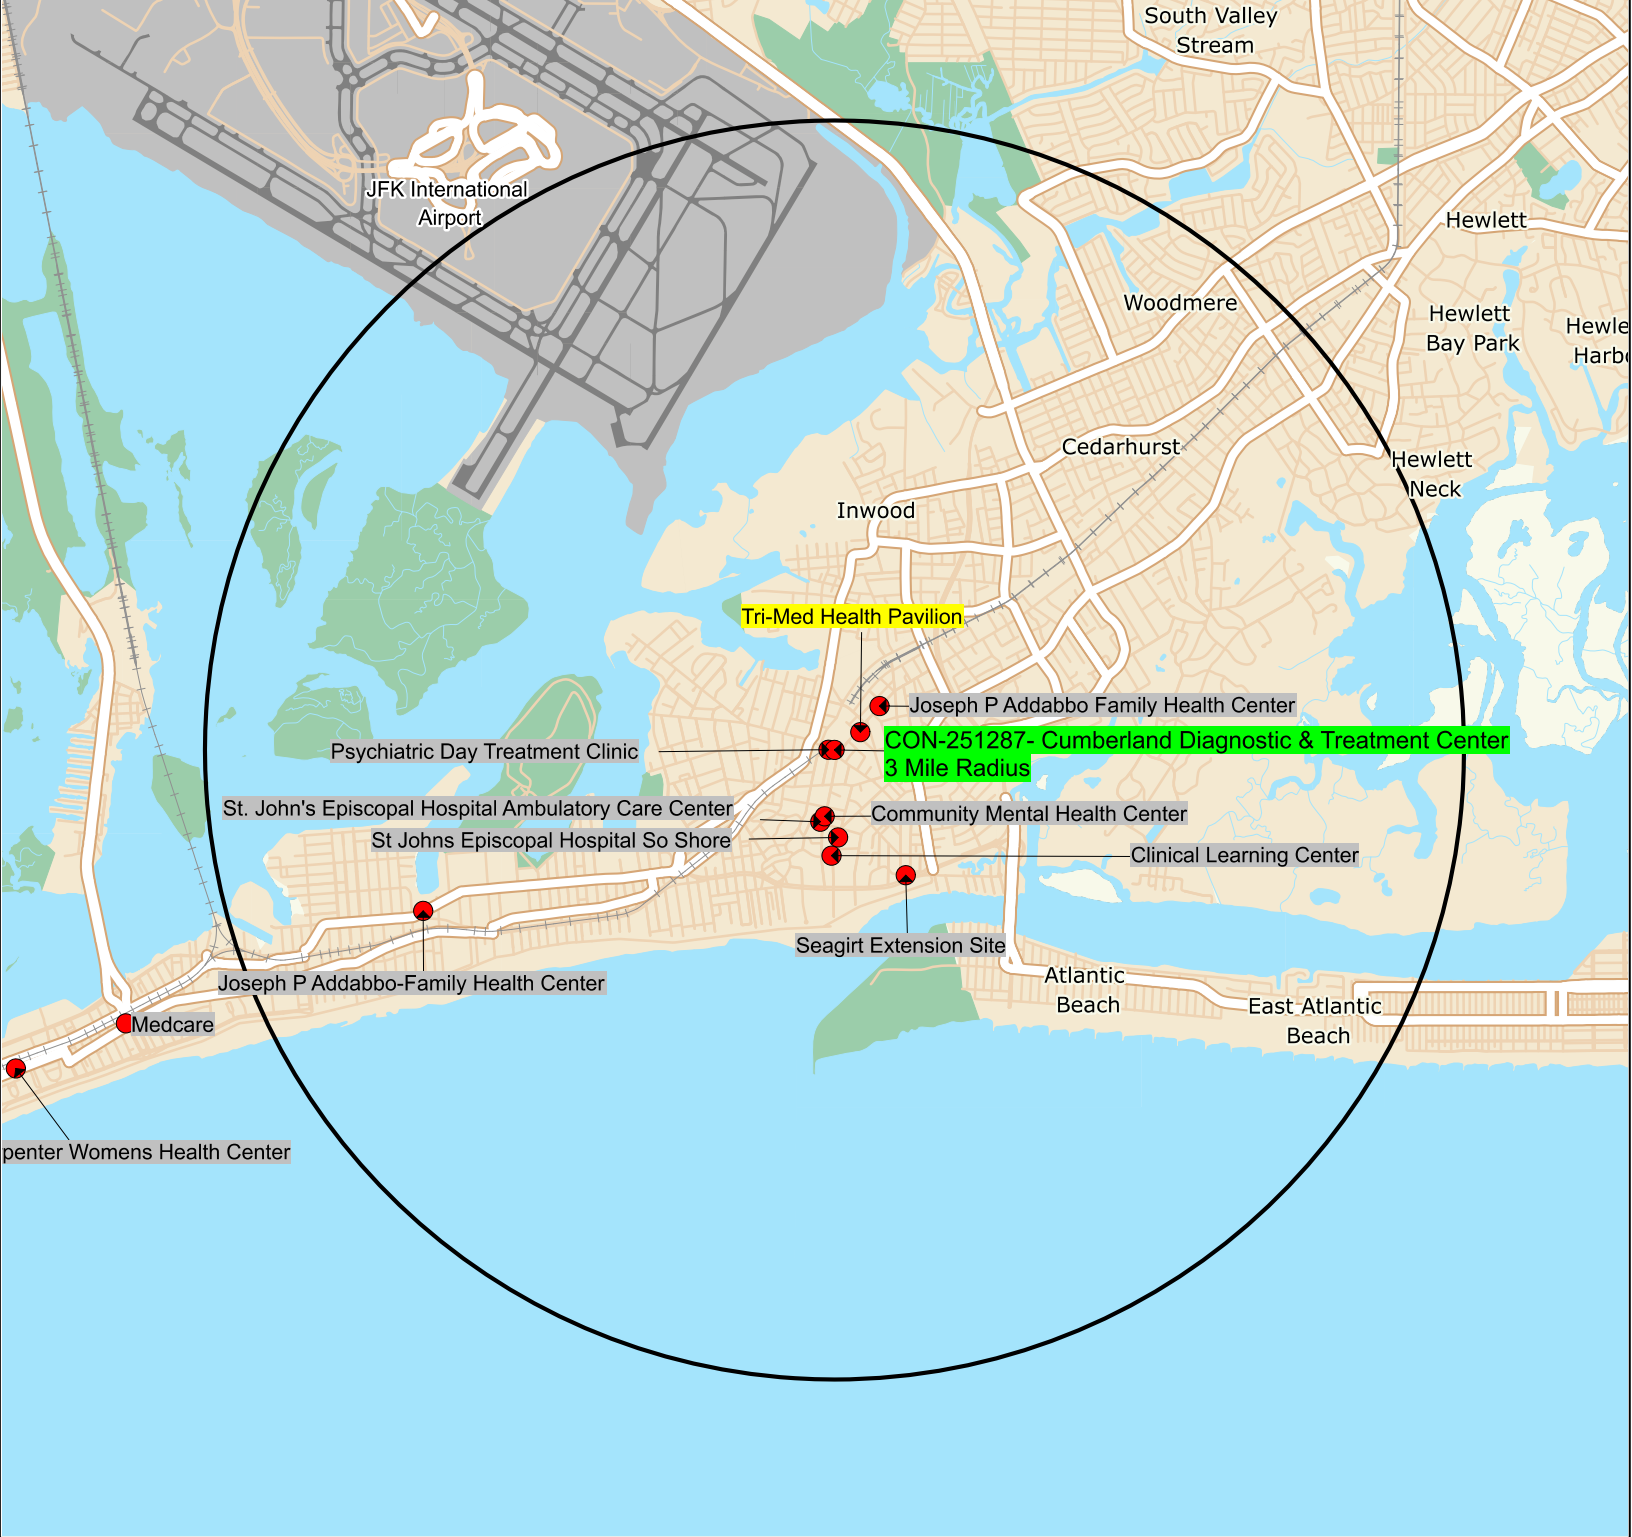 South Valley
Stream
JFK International
Airport
Hewlett
Woodmere
Hewlett
Bay Park
Hewle
Harbo
Cedarhurst
Hewlett
Neck
Inwood
Tri-Med Health Pavilion
Joseph P Addabbo Family Health Center
Psychiatric Day Treatment Clinic
CON-251287- Cumberland Diagnostic & Treatment Center
3 Mile Radius
St. John's Episcopal Hospital Ambulatory Care Center
Community Mental Health Center
St Johns Episcopal Hospital So Shore
Clinical Learning Center
Seagirt Extension Site
Joseph P Addabbo-Family Health Center
Atlantic
Beach
East Atlantic
Beach
Medcare
penter Womens Health Center